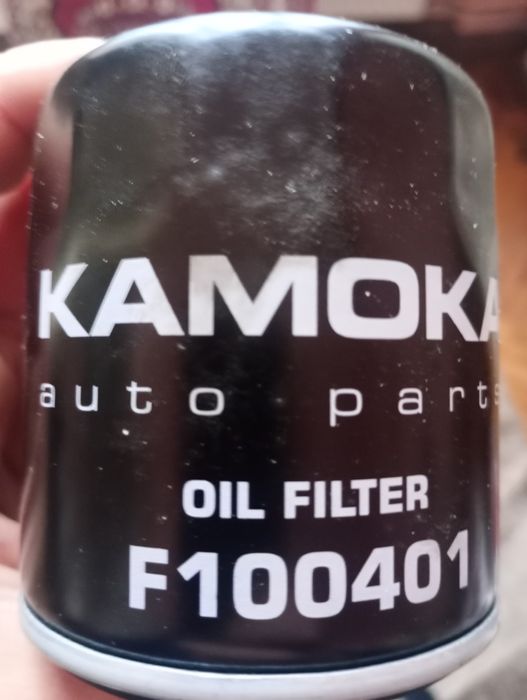 KAMOKA
auto parts
OIL FILTER
F100401